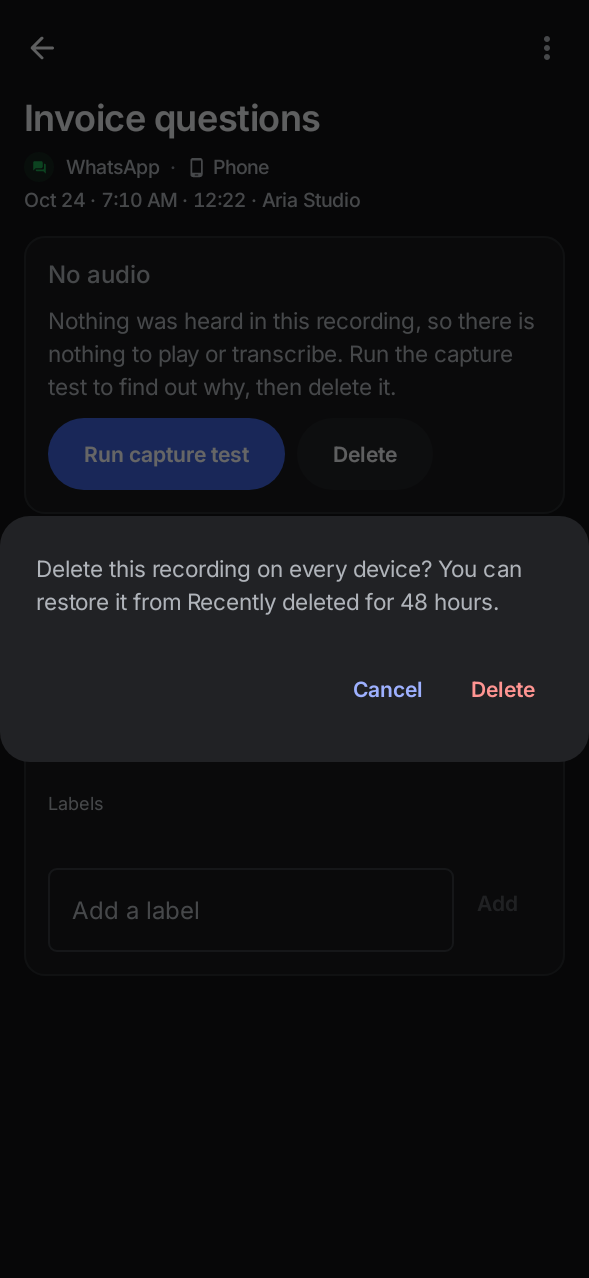 Invoice questions
WhatsApp · Phone
Oct 24 · 7:10 AM · 12:22 · Aria Studio
No audio
Nothing was heard in this recording, so there is
nothing to play or transcribe. Run the capture
test to find out why, then delete it.
Run capture test
Delete
Delete this recording on every device? You can
restore it from Recently deleted for 48 hours.
Cancel
Delete
Labels
Add a label
Add